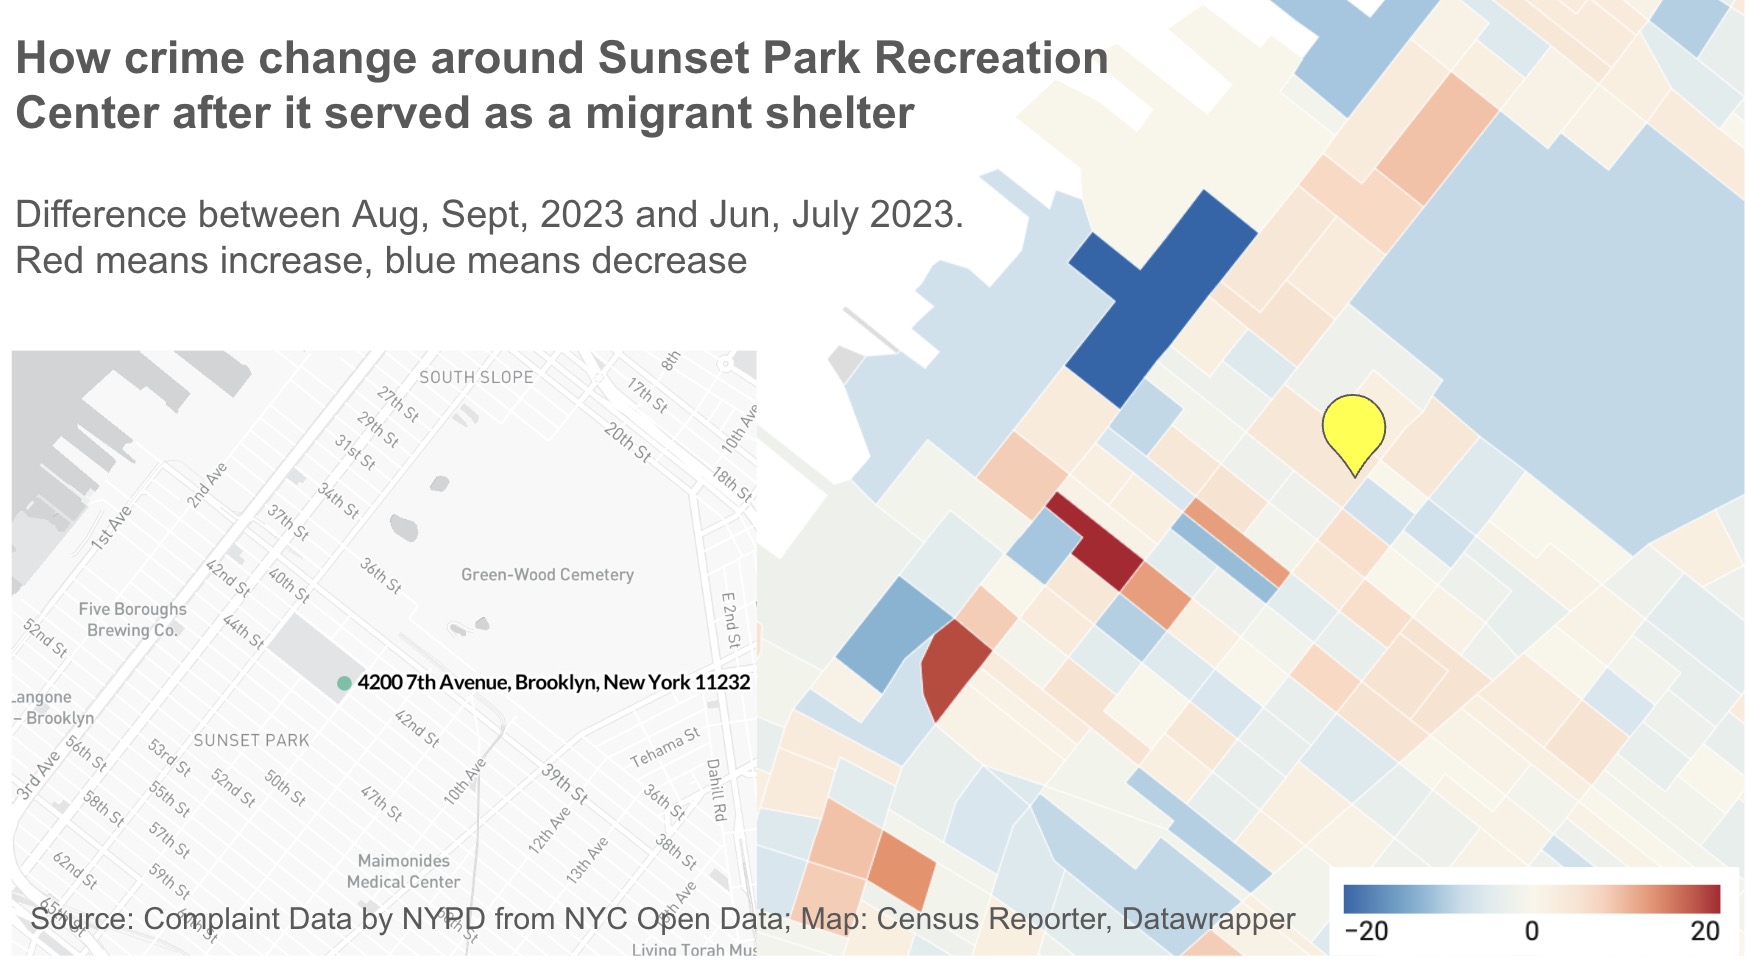 How crime change around Sunset Park Recreation
Center after it served as a migrant shelter
Difference between Aug, Sept, 2023 and Jun, July 2023.
Red means increase, blue means decrease
SOUTH SLOPE
8th
27th St
17th St
29th St
10th Ave
20th St
31st St
18th St
2nd Ave
34th St
1st Ave
37th St
36th St
Green-Wood Cemetery
42nd St
40th St
E 2nd St
Five Boroughs
Brewing Co.
44th St
52nd St
4200 7th Avenue, Brooklyn, New York 11232
Langone
– Brooklyn
42nd St
SUNSET PARK
Tehama St
56th St
53rd St
3rd Ave
52nd St
50th St
10th Ave
39th St
Dahill Rd
55th St
47th St
36th St
58th St
12th Ave
57th St
38th St
13th Ave
Maimonides
Medical Center
62nd St
59th St
65th St
Source: Complaint Data by NYPD from NYC Open Data; Map: Census Reporter, Datawrapper
Living Torah Mus
−20
0
20